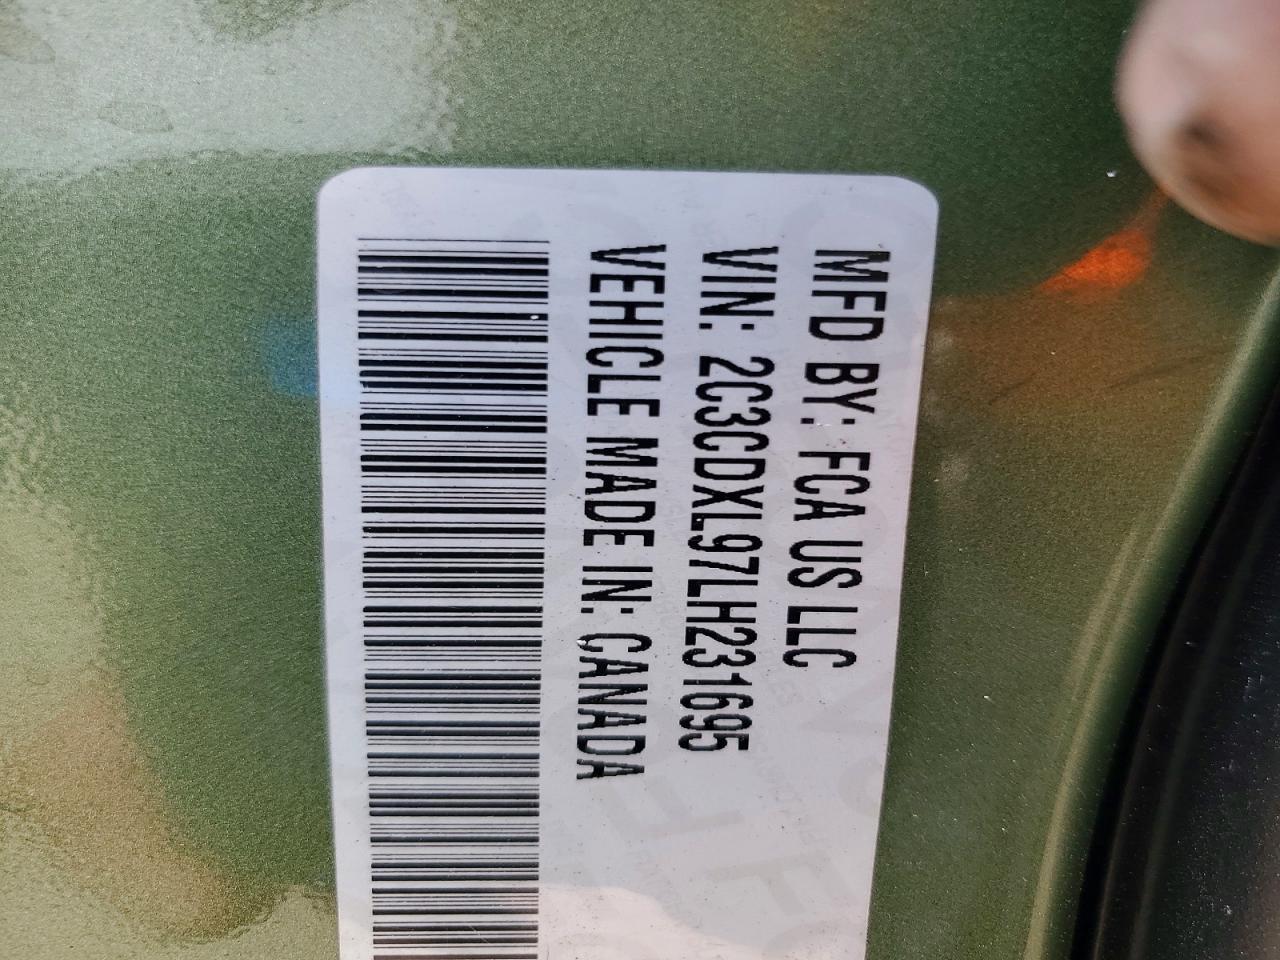 MFD BY: FCA US LLC
VIN: 2C3CDXL97LH231695
VEHICLE MADE IN: CANADA